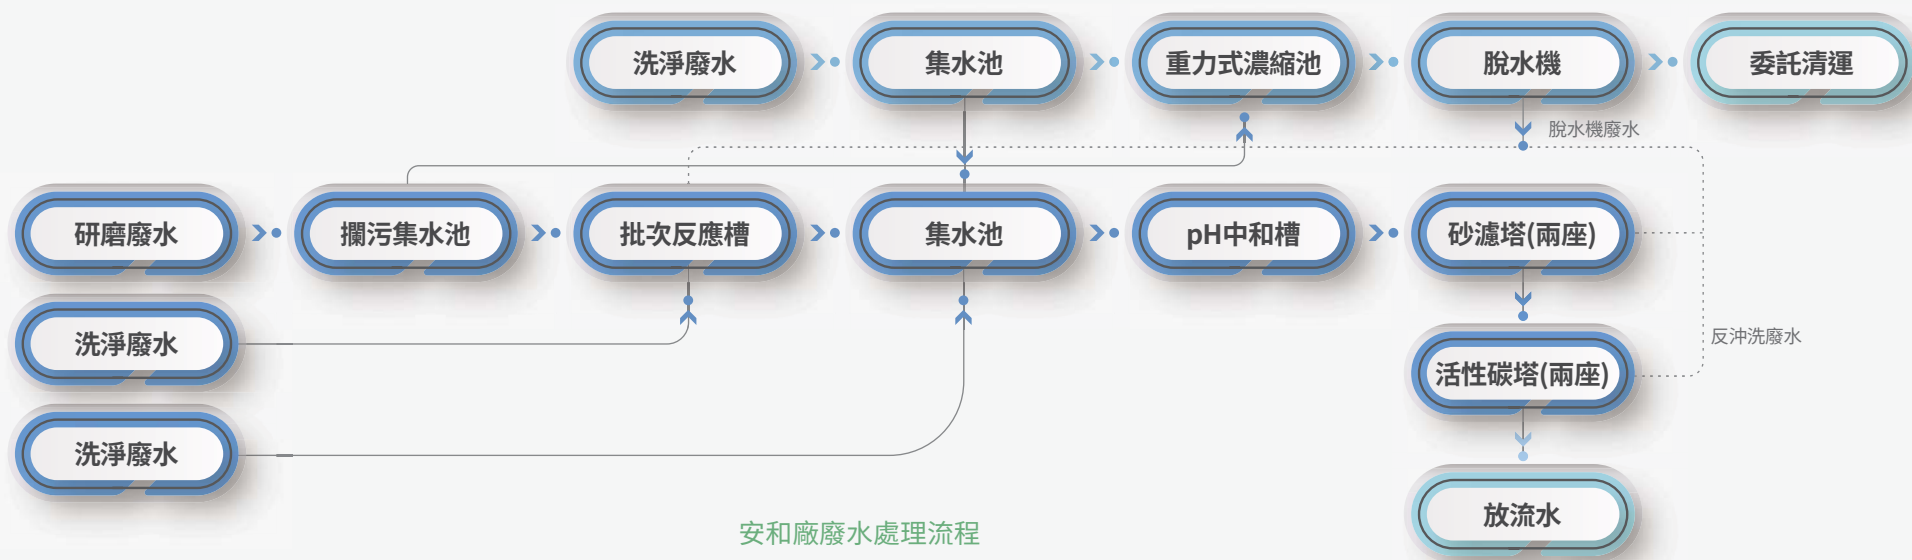 洗淨廢水
集水池
重力式濃縮池
脫水機
委託清運
脫水機廢水
研磨廢水
攔污集水池
批次反應槽
集水池
pH中和槽
砂濾塔(兩座)
洗淨廢水
反沖洗廢水
活性碳塔(兩座)
洗淨廢水
放流水
安和廠廢水處理流程